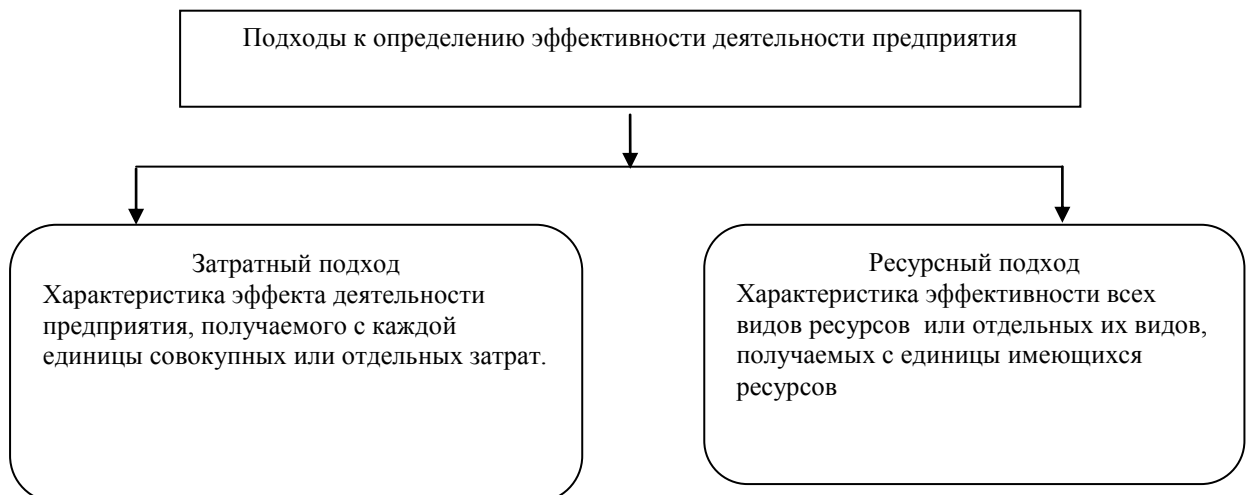 Подходы к определению эффективности деятельности предприятия
Затратный подход
Характеристика эффекта деятельности
предприятия, получаемого с каждой
единицы совокупных или отдельных затрат.
Ресурсный подход
Характеристика эффективности всех
видов ресурсов  или отдельных их видов,
получаемых с единицы имеющихся
ресурсов